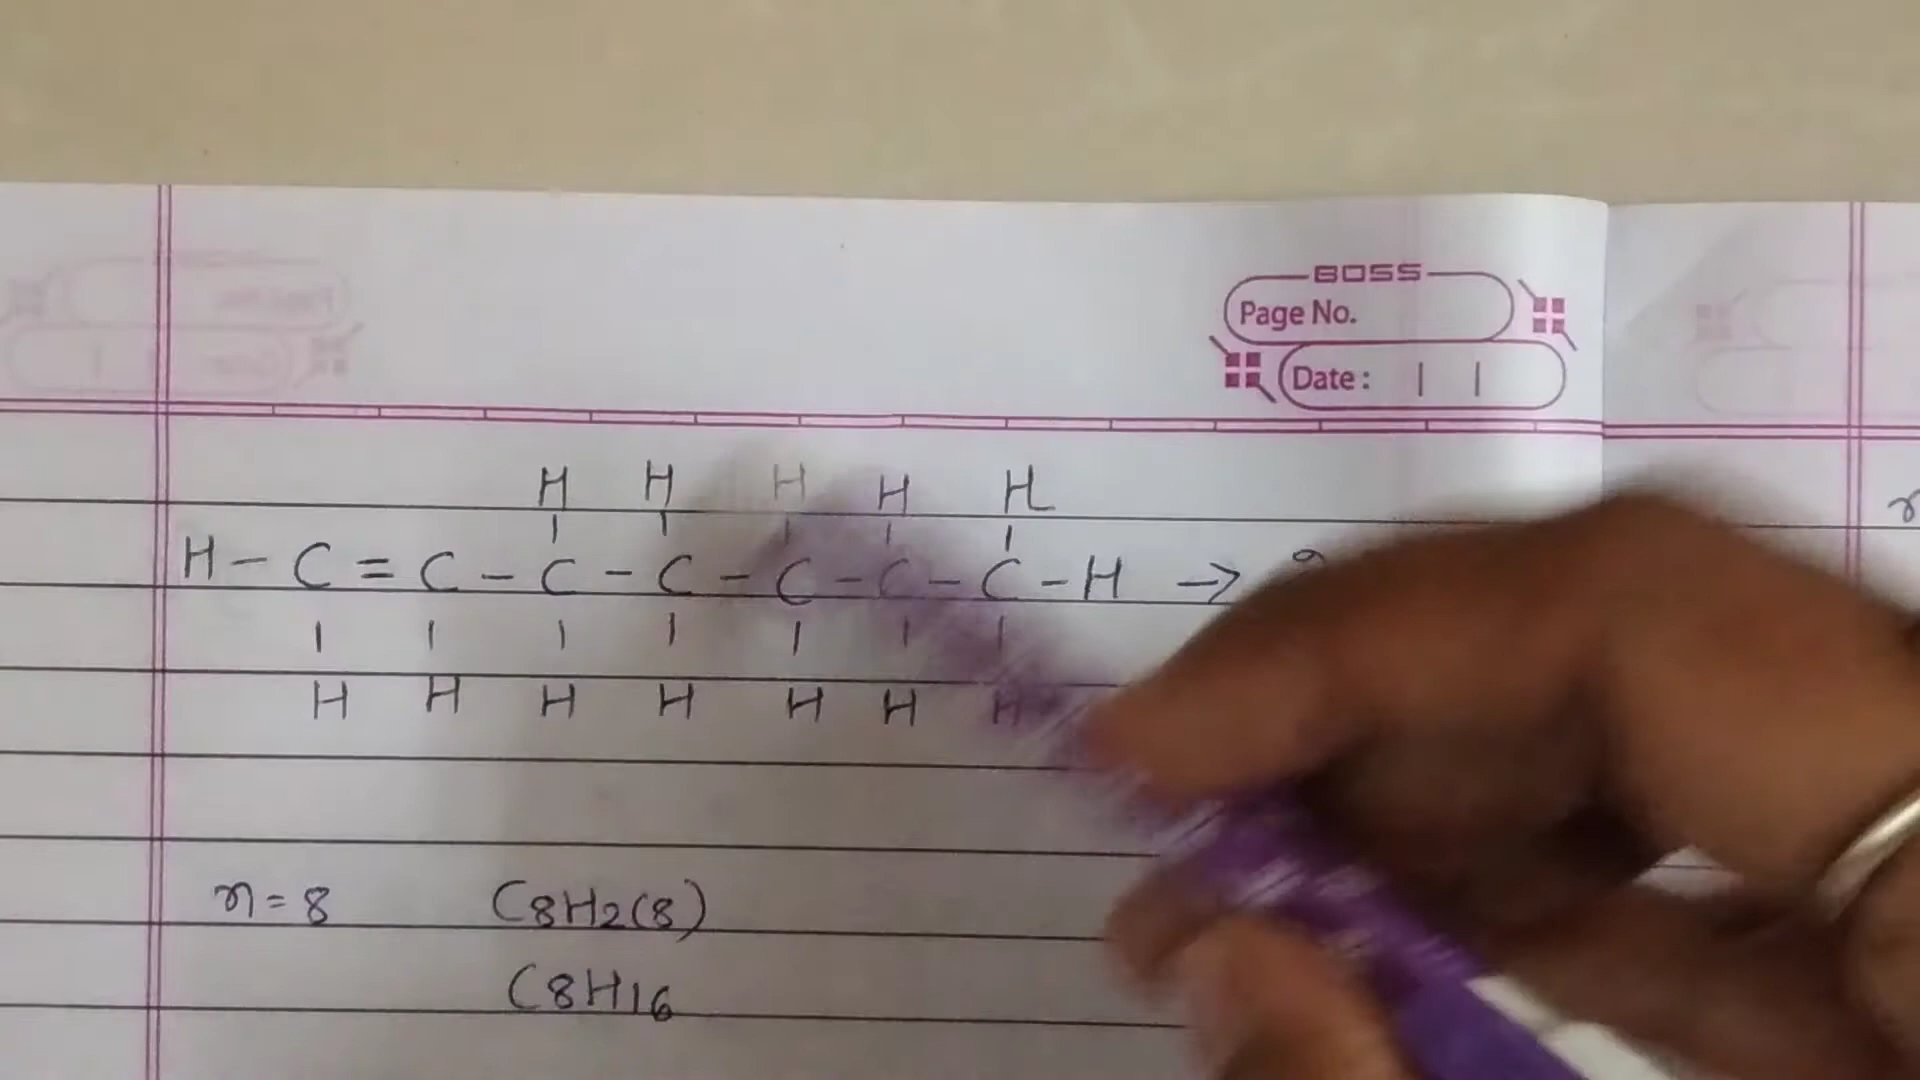 BOSS
Page No.
Date : | |
H H H H H
H - C = C - C - C - C - C - C - H →
| | | | | | |
H H H H H H H
n = 8 C8H2(8)
C8H16